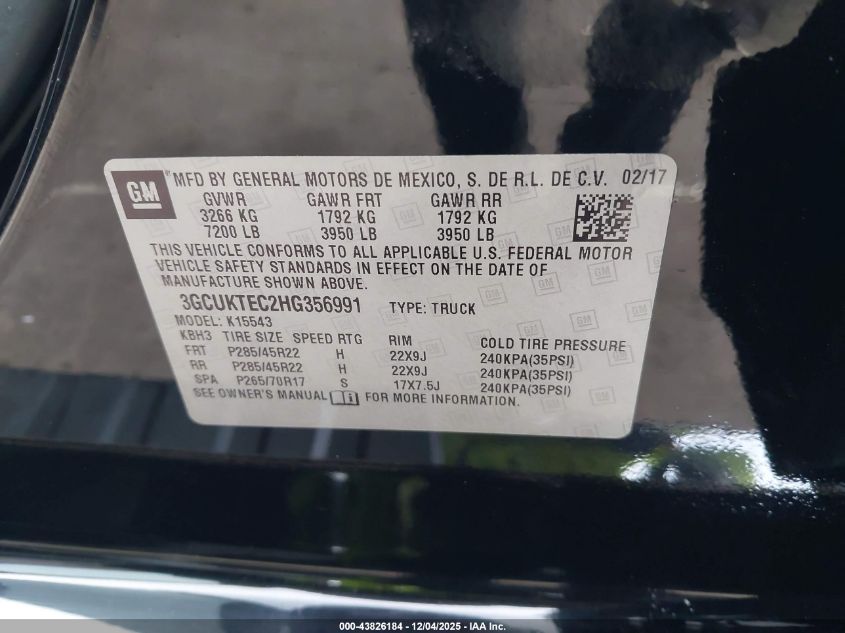 GM MFD BY GENERAL MOTORS DE MEXICO, S. DE R.L. DE C.V. 02/17
GVWR GAWR FRT GAWR RR
3266 KG 1792 KG 1792 KG
7200 LB 3950 LB 3950 LB
THIS VEHICLE CONFORMS TO ALL APPLICABLE U.S. FEDERAL MOTOR
VEHICLE SAFETY STANDARDS IN EFFECT ON THE DATE OF
MANUFACTURE SHOWN ABOVE.
3GCUKTEC2HG356991 TYPE: TRUCK
MODEL: K15543
KBH3 TIRE SIZE SPEED RTG RIM COLD TIRE PRESSURE
FRT P285/45R22 H 22X9J 240KPA(35PSI)
RR P285/45R22 H 22X9J 240KPA(35PSI)
SPA P265/70R17 S 17X7.5J 240KPA(35PSI)
SEE OWNER'S MANUAL FOR MORE INFORMATION.
000-43826184 - 12/04/2025 - IAA Inc.